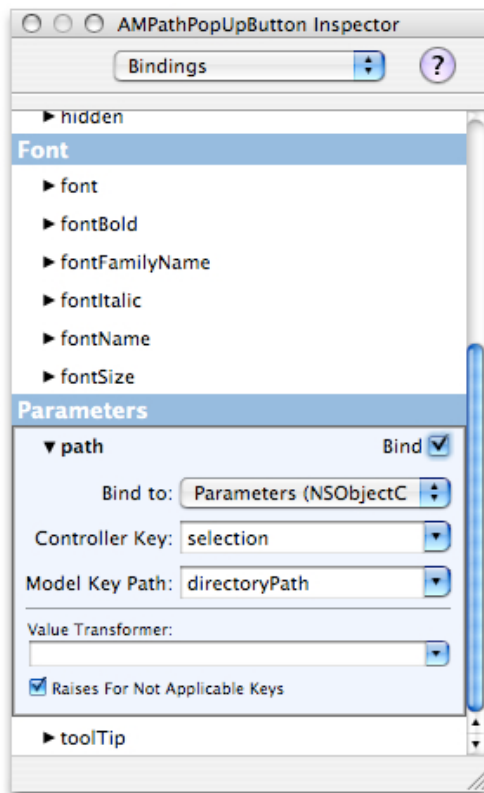 AMPathPopUpButton Inspector
Bindings
?
hidden
Font
font
fontBold
fontFamilyName
fontItalic
fontName
fontSize
Parameters
path Bind
Bind to: Parameters (NSObjectC
Controller Key: selection
Model Key Path: directoryPath
Value Transformer:
Raises For Not Applicable Keys
toolTip